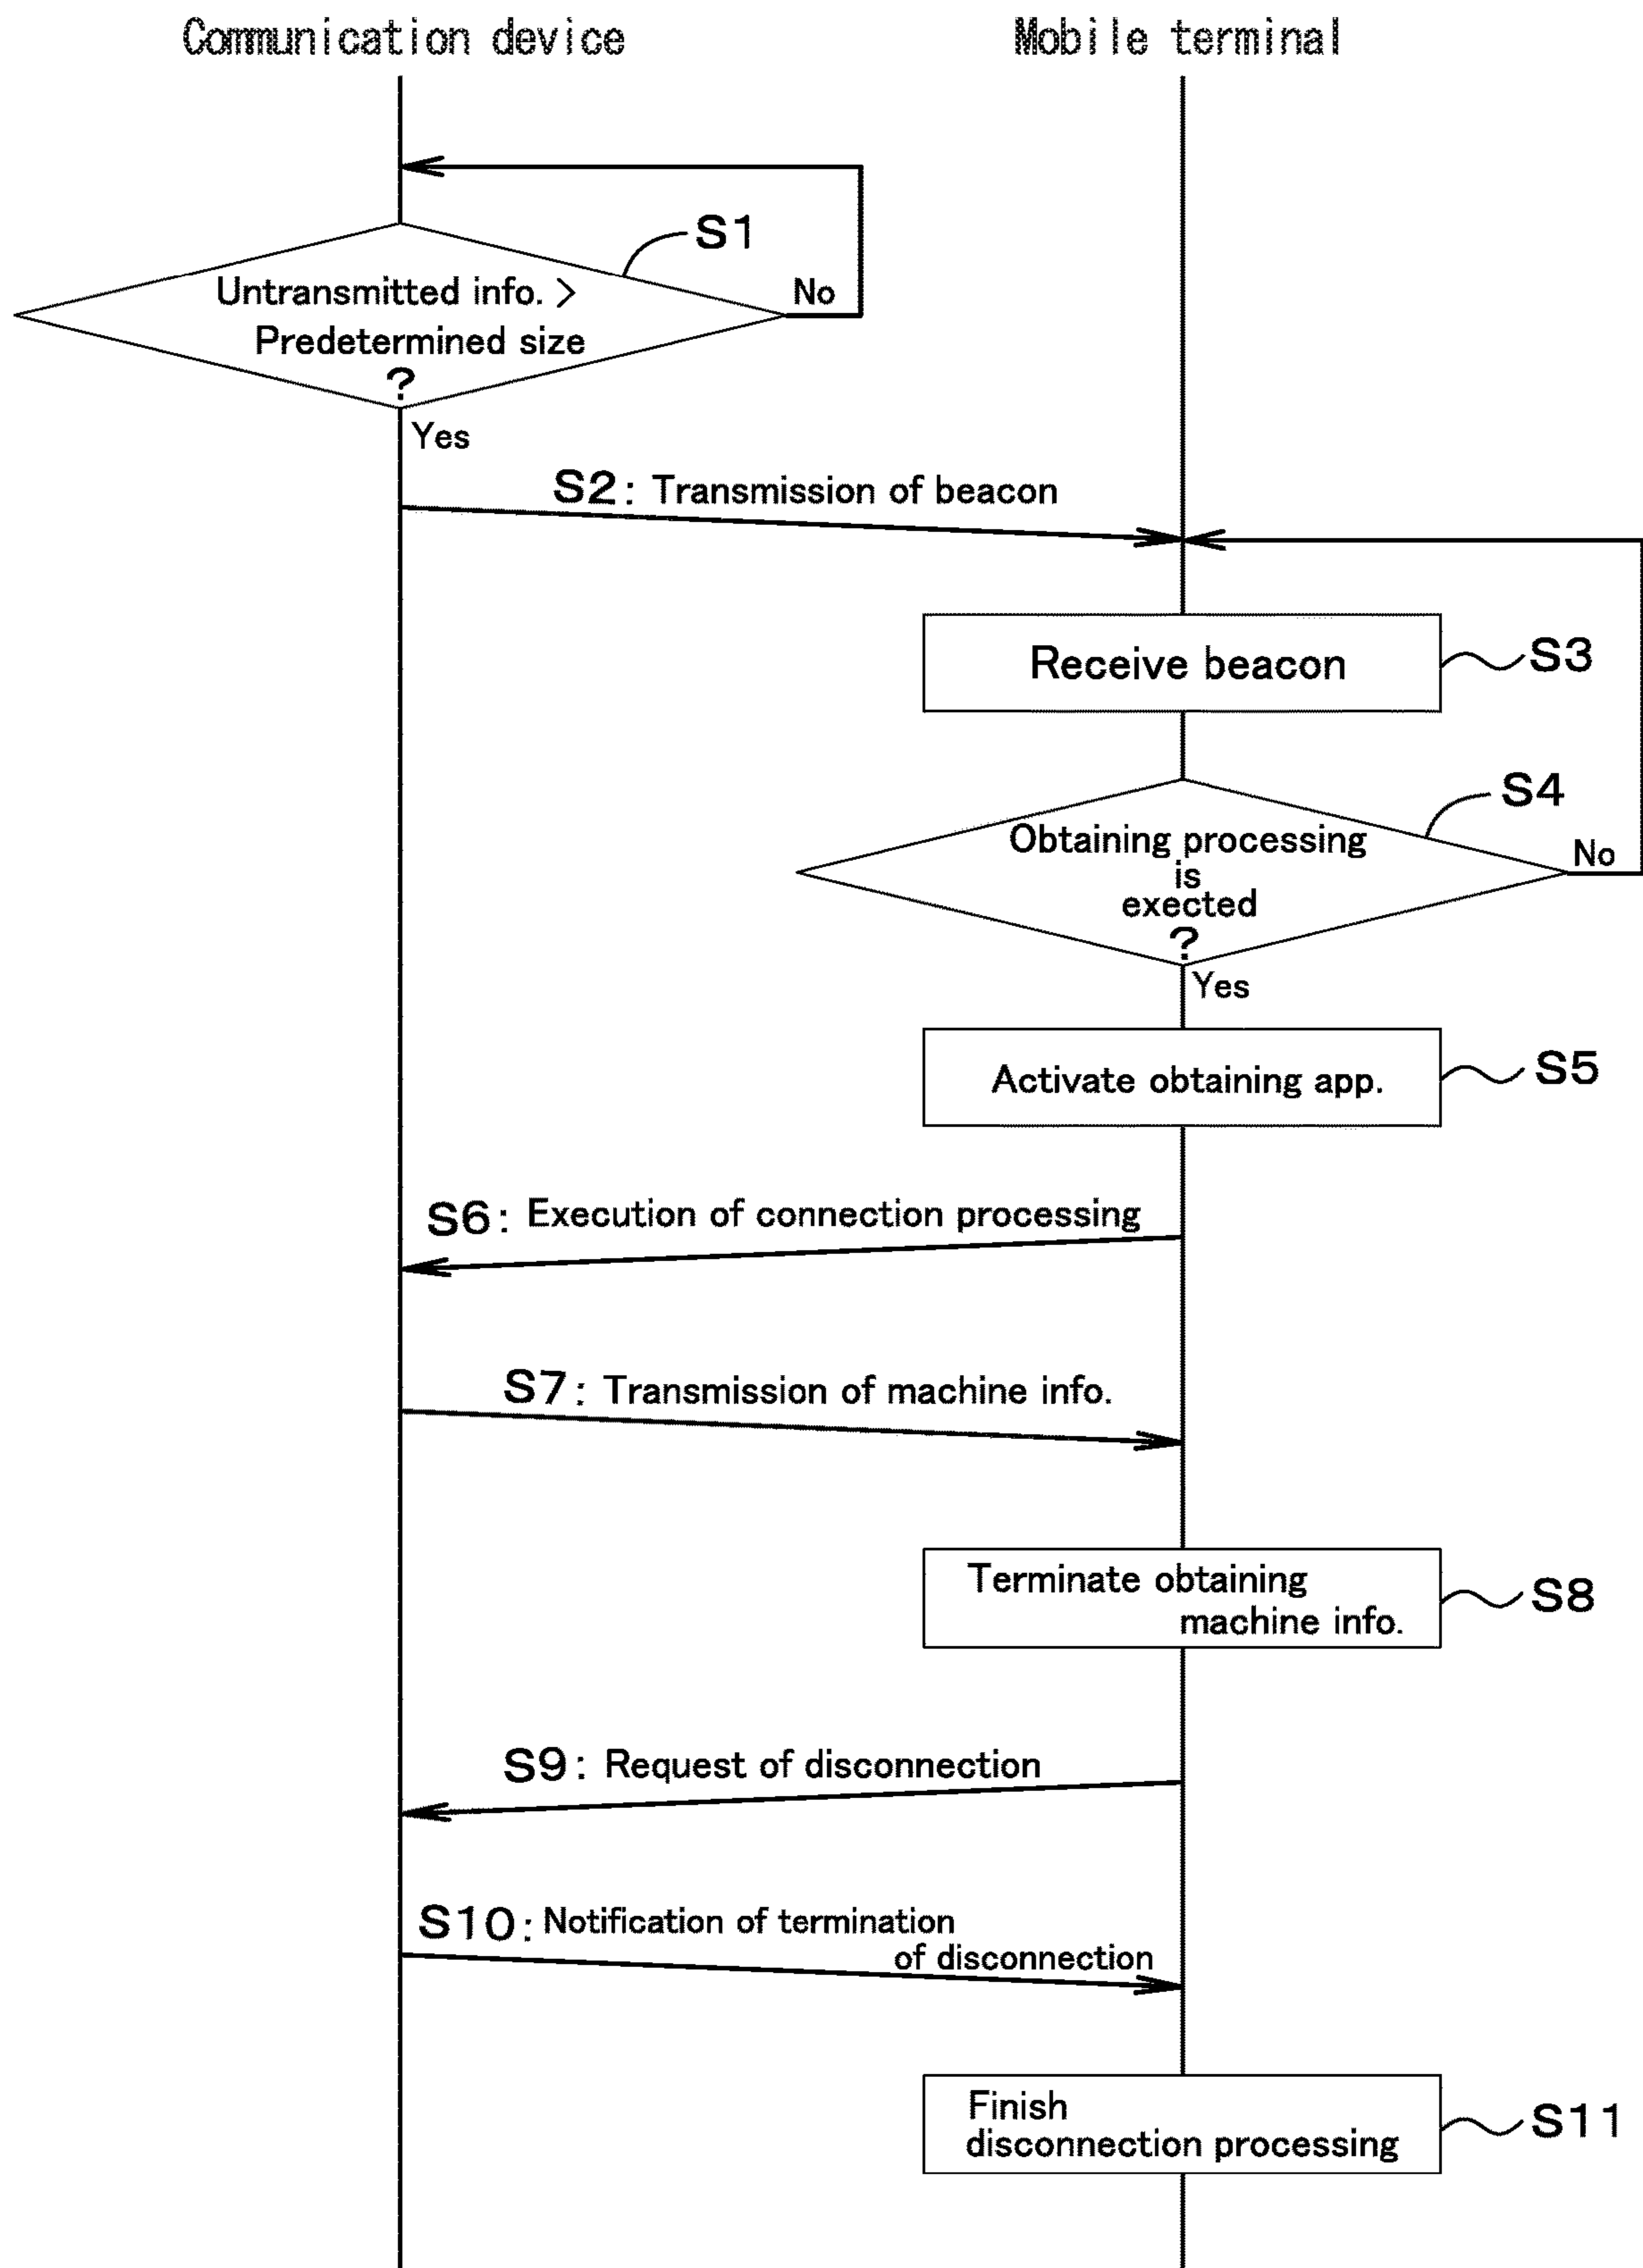 Communication device
Mobile terminal
S1
Untransmitted info. >
Predetermined size
?
No
Yes
S2: Transmission of beacon
Receive beacon
S3
S4
Obtaining processing
is
exected
?
No
Yes
Activate obtaining app.
S5
S6: Execution of connection processing
S7: Transmission of machine info.
Terminate obtaining
machine info.
S8
S9: Request of disconnection
S10: Notification of termination
of disconnection
Finish
disconnection processing
S11